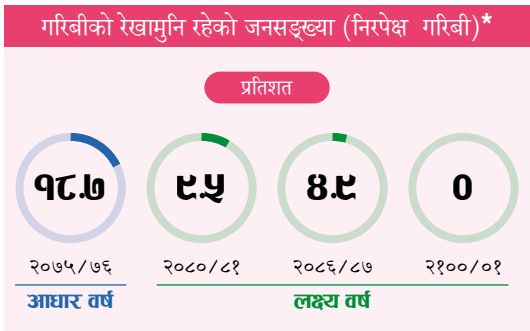 गरिबीको रेखामुनि रहेको जनसङ्ख्या (निरपेक्ष गरिबी)*
प्रतिशत
१८.७ ९.५ ४.९ ०
२०७५/७६ २०८०/८१ २०८६/८७ २१००/०१
आधार वर्ष लक्ष्य वर्ष